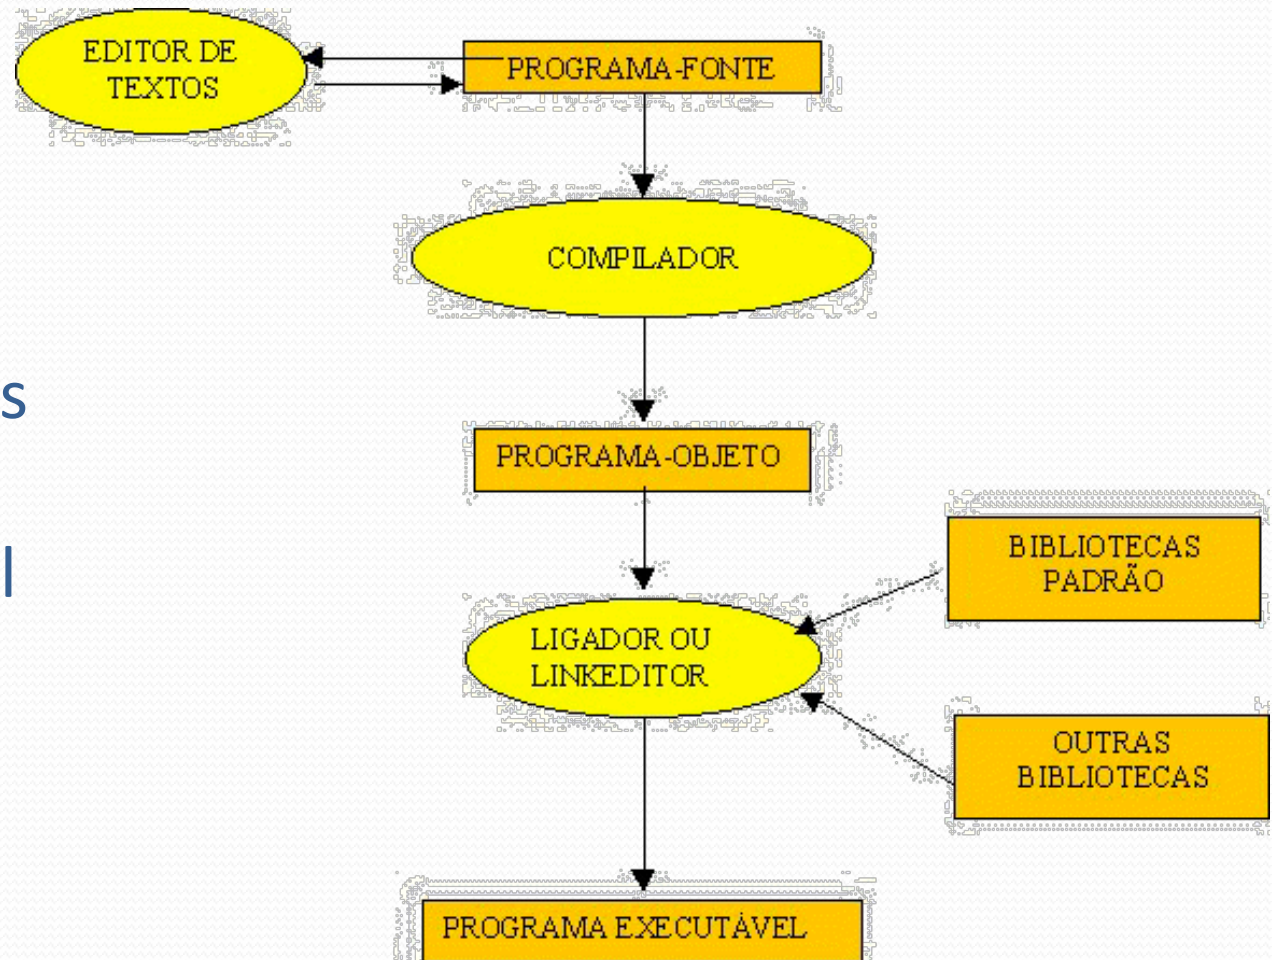 EDITOR DE
TEXTOS
PROGRAMA-FONTE
COMPILADOR
s
PROGRAMA-OBJETO
l
BIBLIOTECAS
PADRÃO
LIGADOR OU
LINKEDITOR
OUTRAS
BIBLIOTECAS
PROGRAMA EXECUTÁVEL